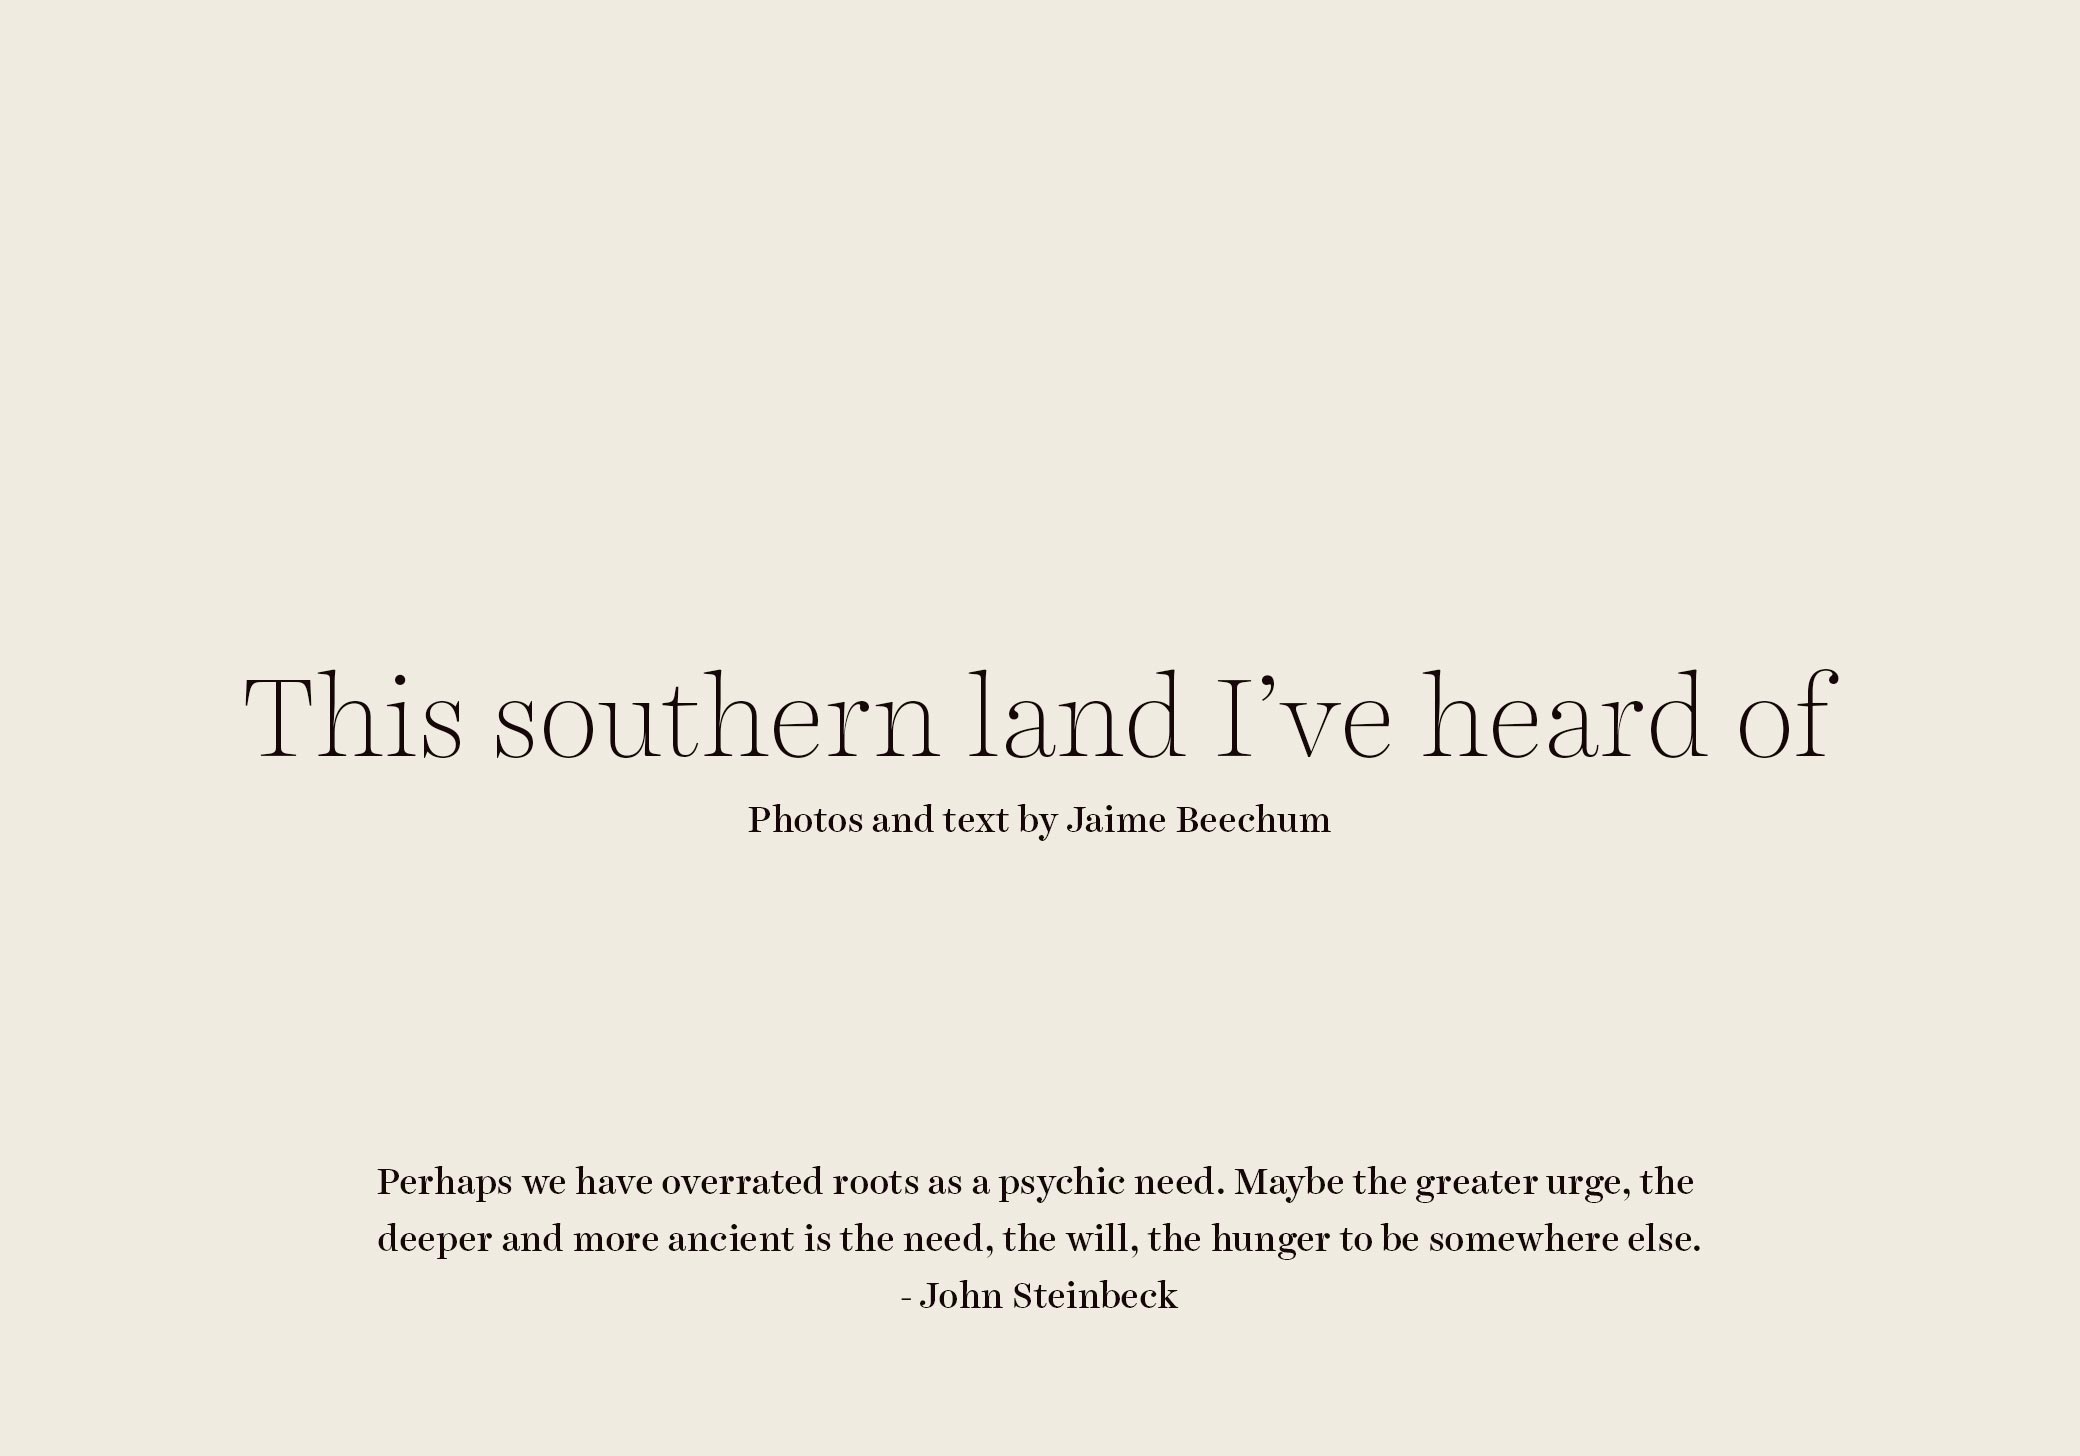 This southern land I’ve heard of
Photos and text by Jaime Beechum
Perhaps we have overrated roots as a psychic need. Maybe the greater urge, the
deeper and more ancient is the need, the will, the hunger to be somewhere else.
- John Steinbeck